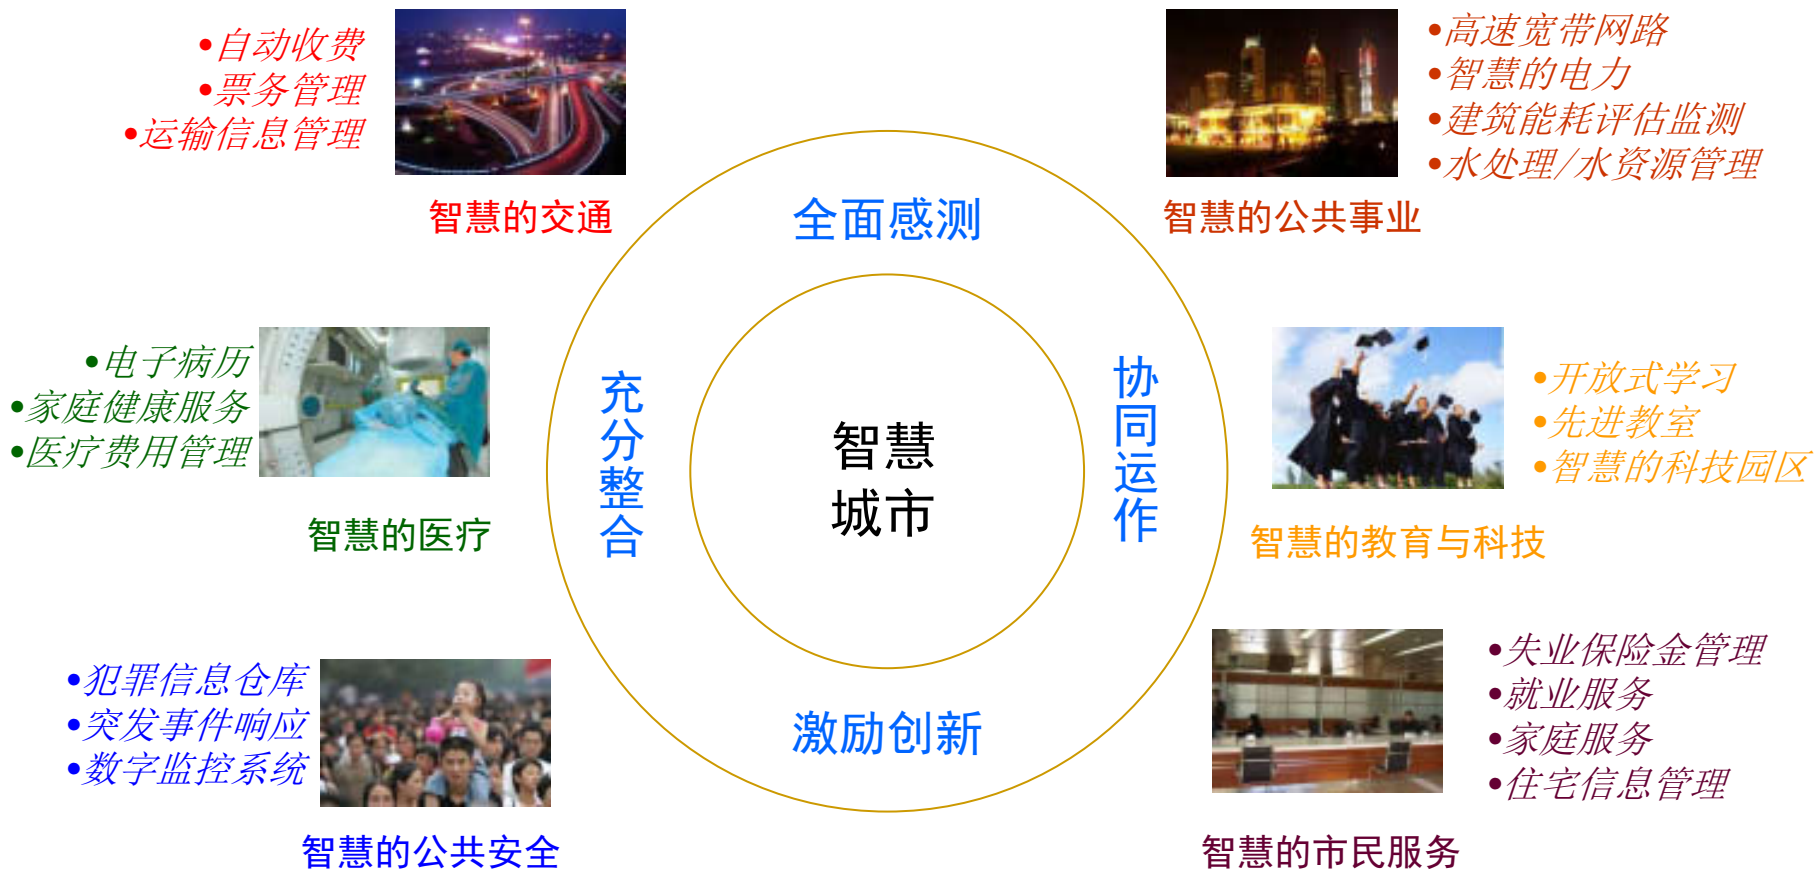 •自动收费
•票务管理
•运输信息管理
智慧的交通
•高速宽带网路
•智慧的电力
•建筑能耗评估监测
•水处理/水资源管理
智慧的公共事业
全面感测
充分整合
智慧
城市
协同运作
激励创新
•电子病历
•家庭健康服务
•医疗费用管理
智慧的医疗
•开放式学习
•先进教室
•智慧的科技园区
智慧的教育与科技
•犯罪信息仓库
•突发事件响应
•数字监控系统
智慧的公共安全
•失业保险金管理
•就业服务
•家庭服务
•住宅信息管理
智慧的市民服务